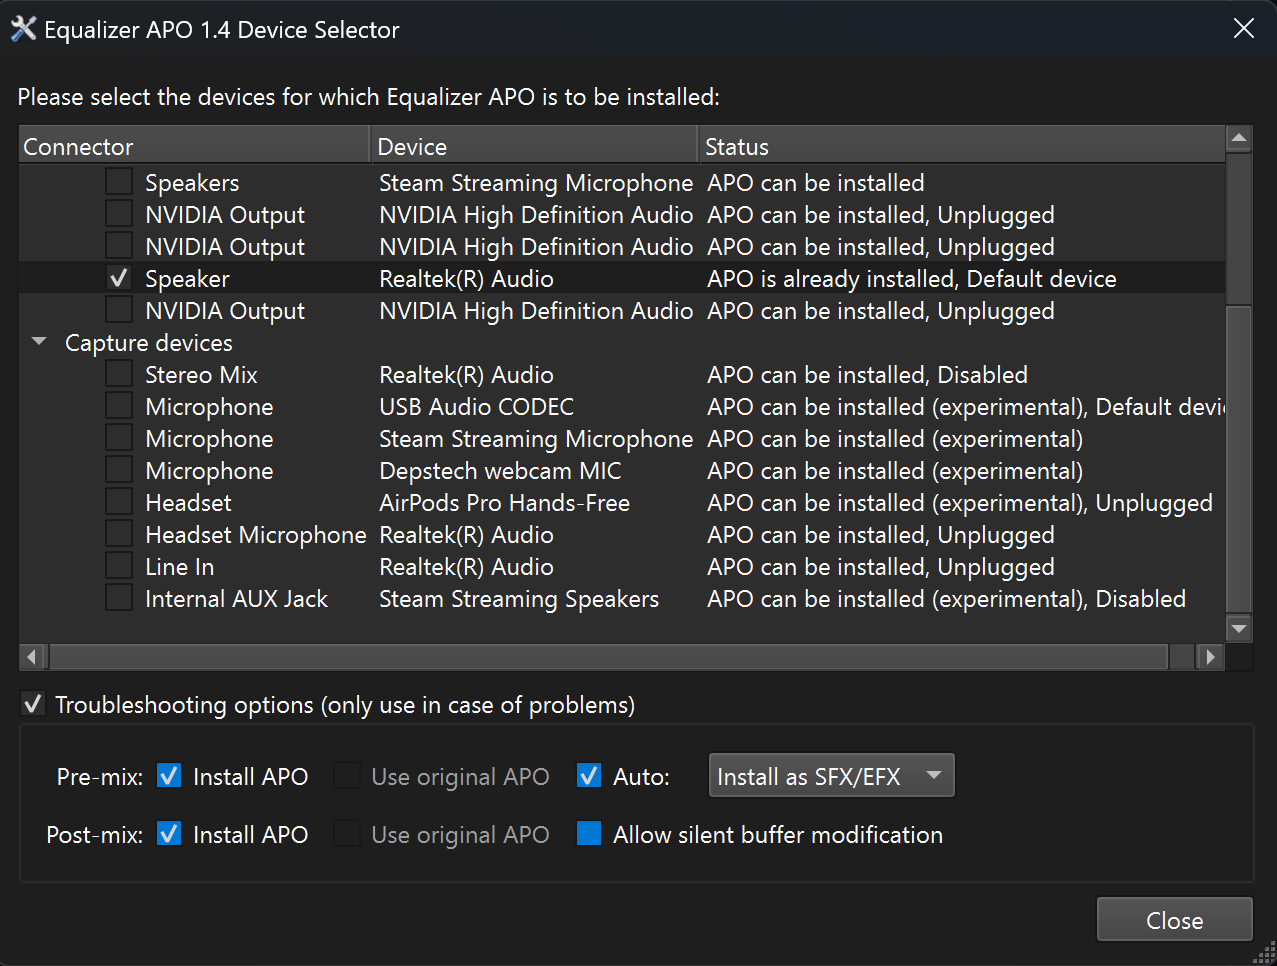 Equalizer APO 1.4 Device Selector
Please select the devices for which Equalizer APO is to be installed:
Connector Device Status
Speakers Steam Streaming Microphone APO can be installed
NVIDIA Output NVIDIA High Definition Audio APO can be installed, Unplugged
NVIDIA Output NVIDIA High Definition Audio APO can be installed, Unplugged
Speaker Realtek(R) Audio APO is already installed, Default device
NVIDIA Output NVIDIA High Definition Audio APO can be installed, Unplugged
Capture devices
Stereo Mix Realtek(R) Audio APO can be installed, Disabled
Microphone USB Audio CODEC APO can be installed (experimental), Default devi
Microphone Steam Streaming Microphone APO can be installed (experimental)
Microphone Depstech webcam MIC APO can be installed (experimental)
Headset AirPods Pro Hands-Free APO can be installed (experimental), Unplugged
Headset Microphone Realtek(R) Audio APO can be installed, Unplugged
Line In Realtek(R) Audio APO can be installed, Unplugged
Internal AUX Jack Steam Streaming Speakers APO can be installed (experimental), Disabled
Troubleshooting options (only use in case of problems)
Pre-mix: Install APO Use original APO Auto: Install as SFX/EFX
Post-mix: Install APO Use original APO Allow silent buffer modification
Close